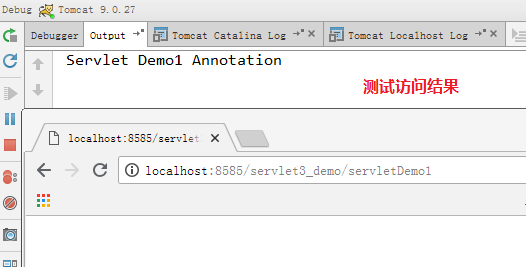 Debug Tomcat 9.0.27
Debugger Output Tomcat Catalina Log Tomcat Localhost Log
Servlet Demo1 Annotation
测试访问结果
localhost:8585/servlet
localhost:8585/servlet3_demo/servletDemo1